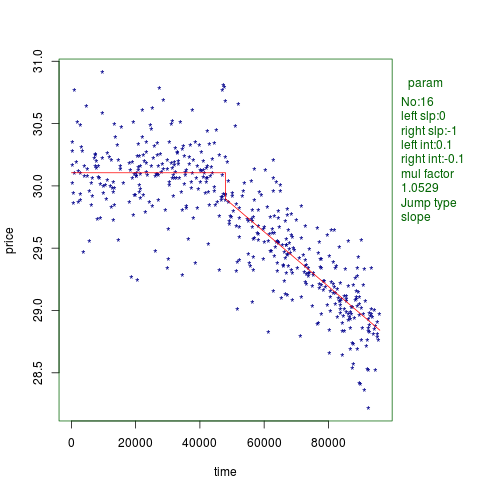 31.0
30.5
30.0
29.5
29.0
28.5
price
0
20000
40000
60000
80000
time
param
No:16
left slp:0
right slp:-1
left int:0.1
right int:-0.1
mul factor
1.0529
Jump type
slope